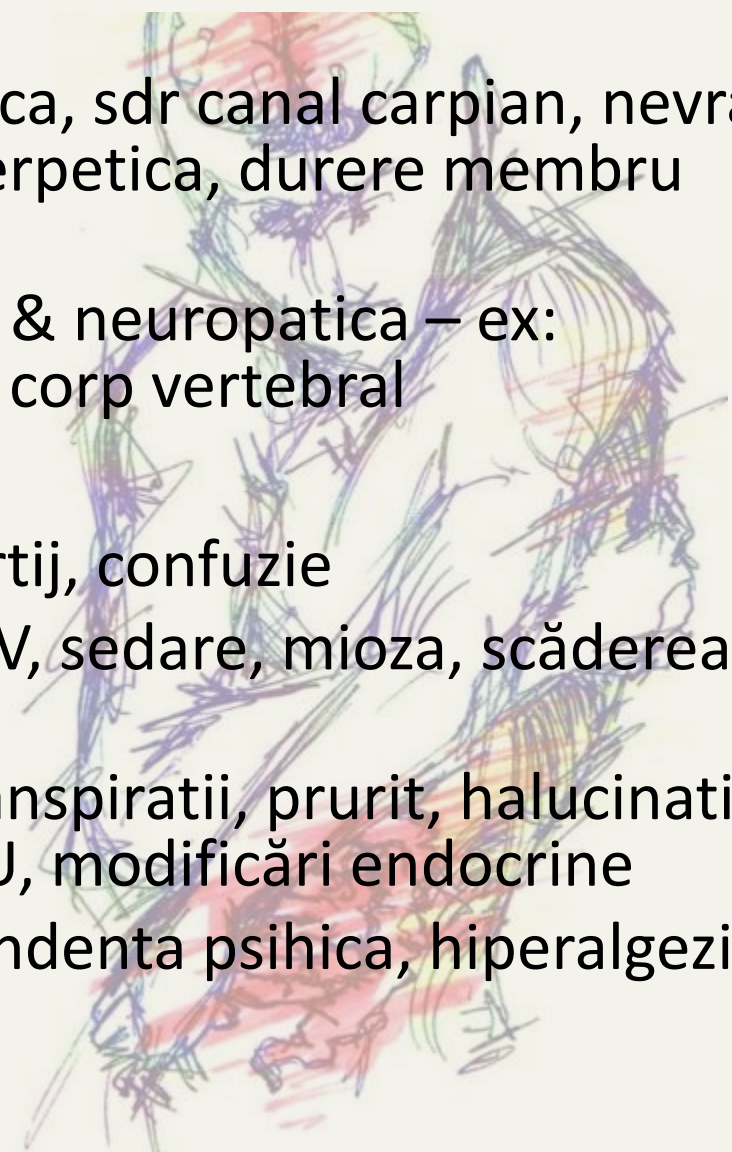 ca, sdr canal carpian, nevra
erpetica, durere membru
& neuropatica – ex:
corp vertebral
rtij, confuzie
V, sedare, mioza, scăderea
anspiratii, prurit, halucinati
U, modificări endocrine
ndenta psihica, hiperalgezi